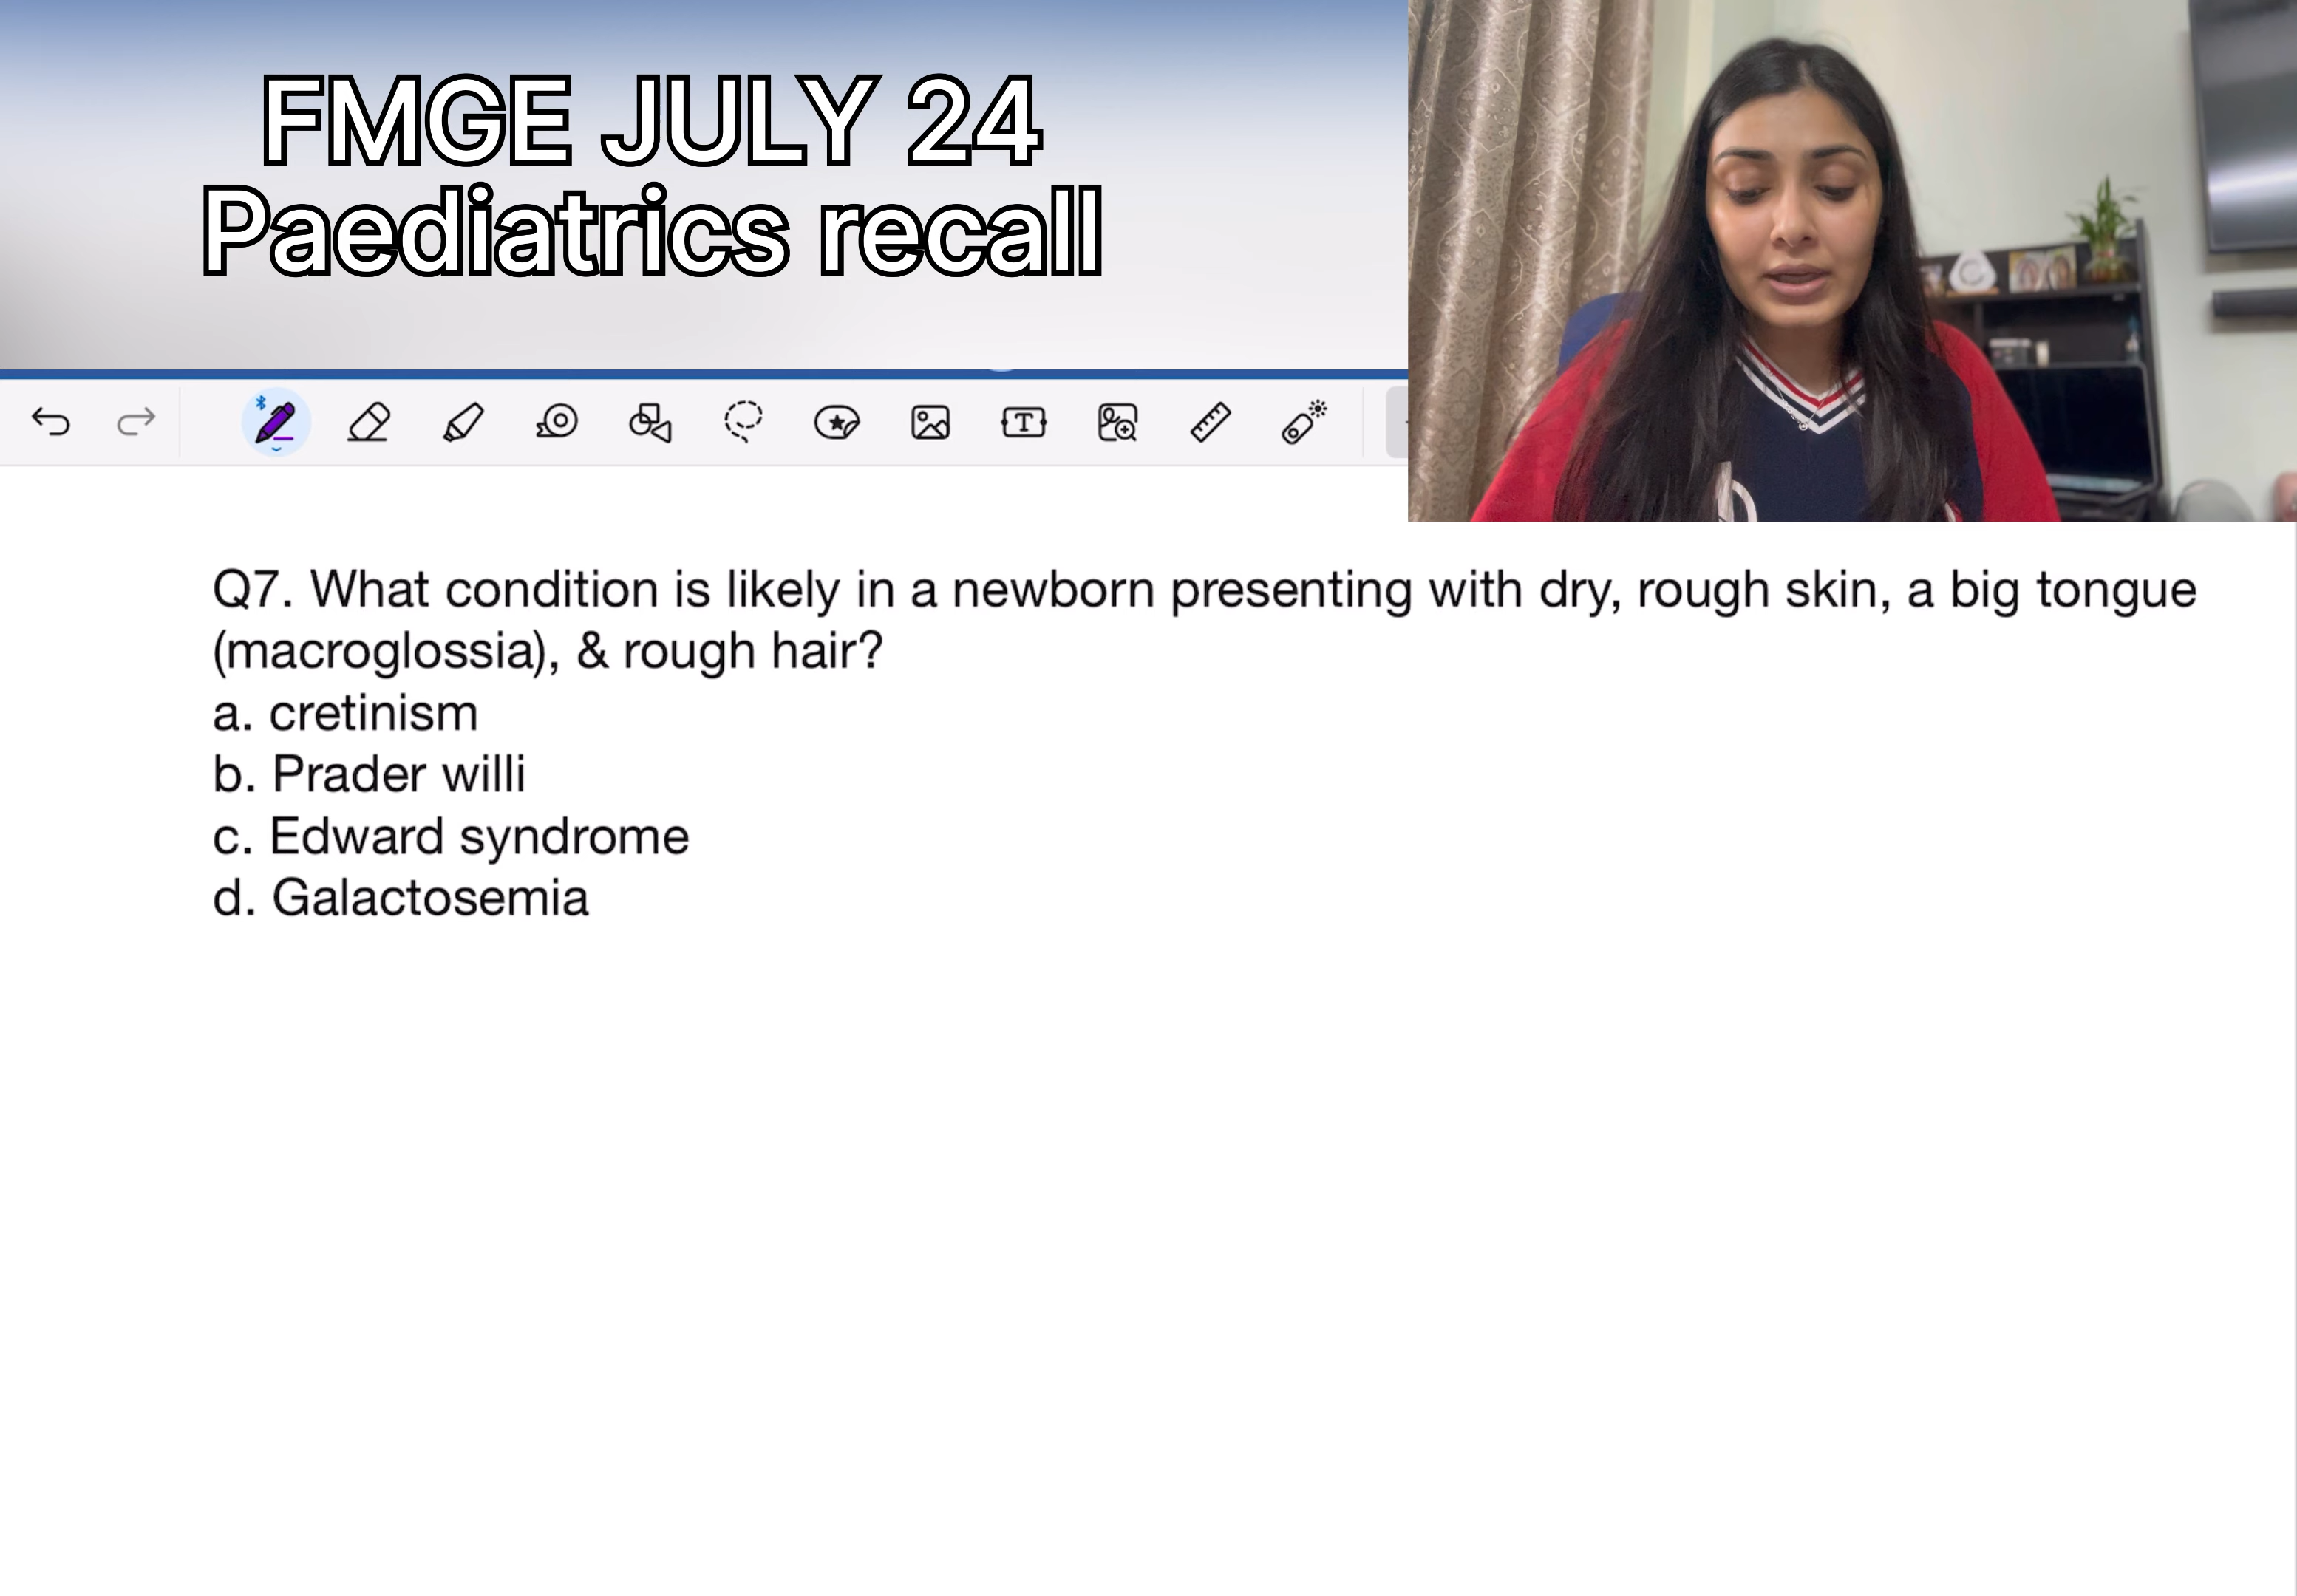 FMGE JULY 24
Paediatrics recall
Q7. What condition is likely in a newborn presenting with dry, rough skin, a big tongue
(macroglossia), & rough hair?
a. cretinism
b. Prader willi
c. Edward syndrome
d. Galactosemia